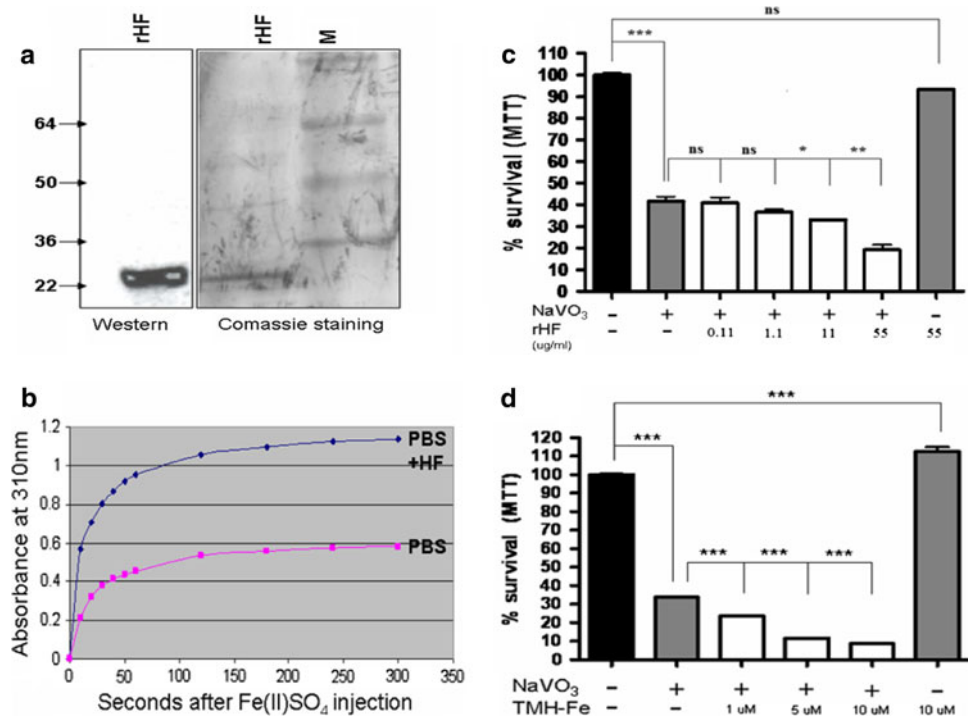 a
rHF
rHF
M
64
50
36
22
Western
Comassie staining
b
Absorbance at 310nm
1.2
1
0.8
0.6
0.4
0.2
0
0 50 100 150 200 250 300 350
PBS
+HF
PBS
Seconds after Fe(II)SO₄ injection
c
% survival (MTT)
110
100
90
80
70
60
50
40
30
20
10
0
ns
***
ns ns * **
NaVO₃ - + + + + + -
rHF - - 0.11 1.1 11 55 55
(ug/ml)
d
% survival (MTT)
120
110
100
90
80
70
60
50
40
30
20
10
0
***
***
*** *** ***
NaVO₃ - + + + + -
TMH-Fe - - 1 uM 5 uM 10 uM 10 uM